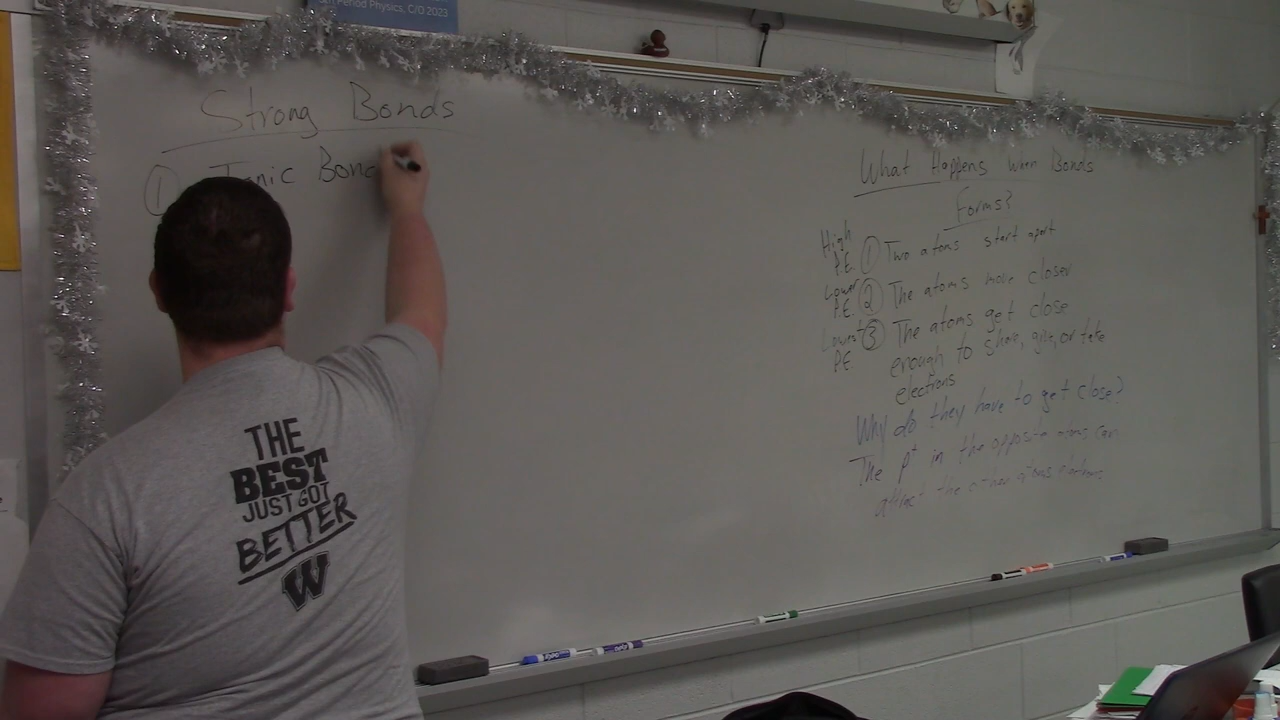 Period Physics, C/O 2023
Strong Bonds
① Ionic Bond
THE
BEST
JUST GOT
BETTER
W
What Happens when Bonds
Forms?
High
P.E. ① Two atoms start apart
Lower
P.E. ② The atoms move closer
Lowest
P.E. ③ The atoms get close
enough to share, give, or take
electrons
Why do they have to get close?
The p+ in the opposite atoms can
attract the other atoms electrons
EXPO
EXPO